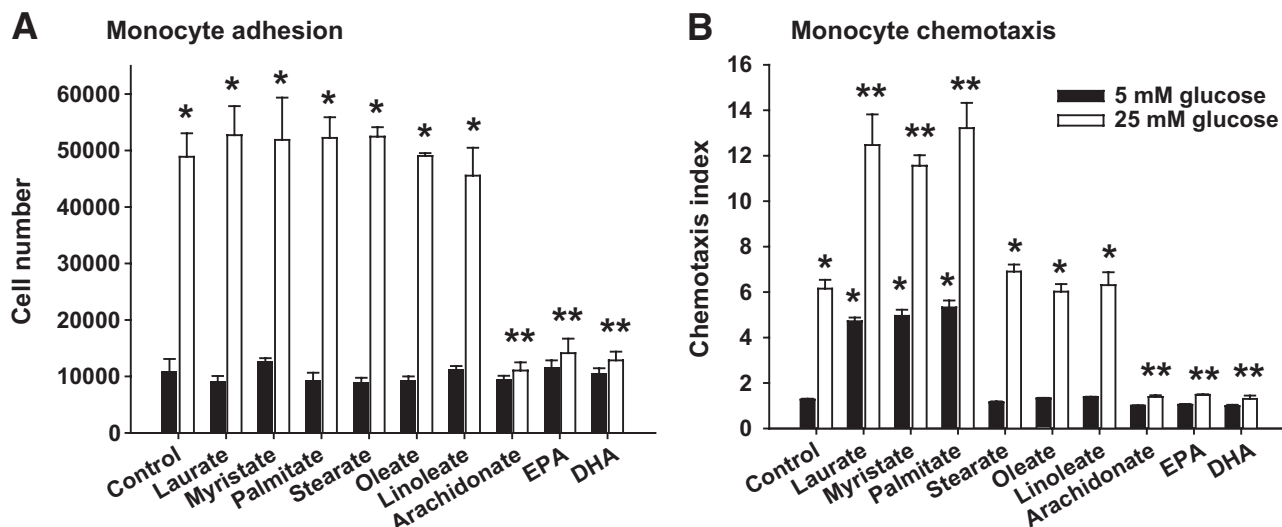 A Monocyte adhesion
Cell number
60000
50000
40000
30000
20000
10000
0
* * * * * * * ** ** **
Control
Laurate
Myristate
Palmitate
Stearate
Oleate
Linoleate
Arachidonate
EPA
DHA
B Monocyte chemotaxis
Chemotaxis index
16
14
12
10
8
6
4
2
0
5 mM glucose
25 mM glucose
* * ** * ** * ** * * * ** ** **
Control
Laurate
Myristate
Palmitate
Stearate
Oleate
Linoleate
Arachidonate
EPA
DHA